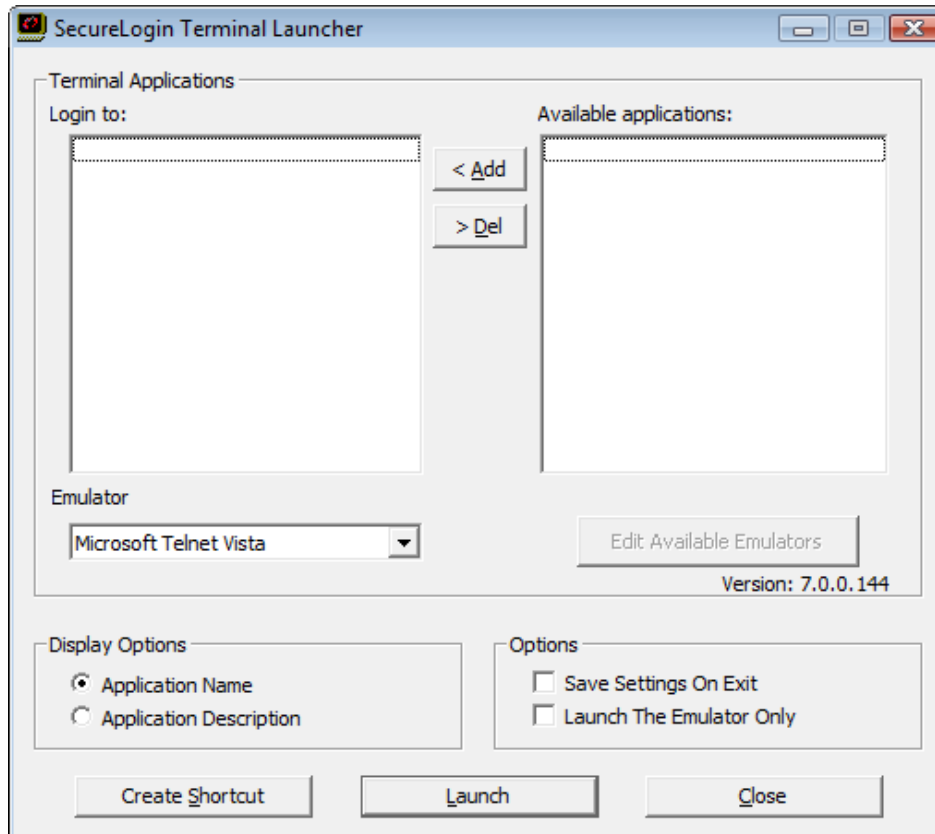 SecureLogin Terminal Launcher
Terminal Applications
Login to:
Available applications:
< Add
> Del
Emulator
Microsoft Telnet Vista
Edit Available Emulators
Version: 7.0.0.144
Display Options
Application Name
Application Description
Options
Save Settings On Exit
Launch The Emulator Only
Create Shortcut
Launch
Close